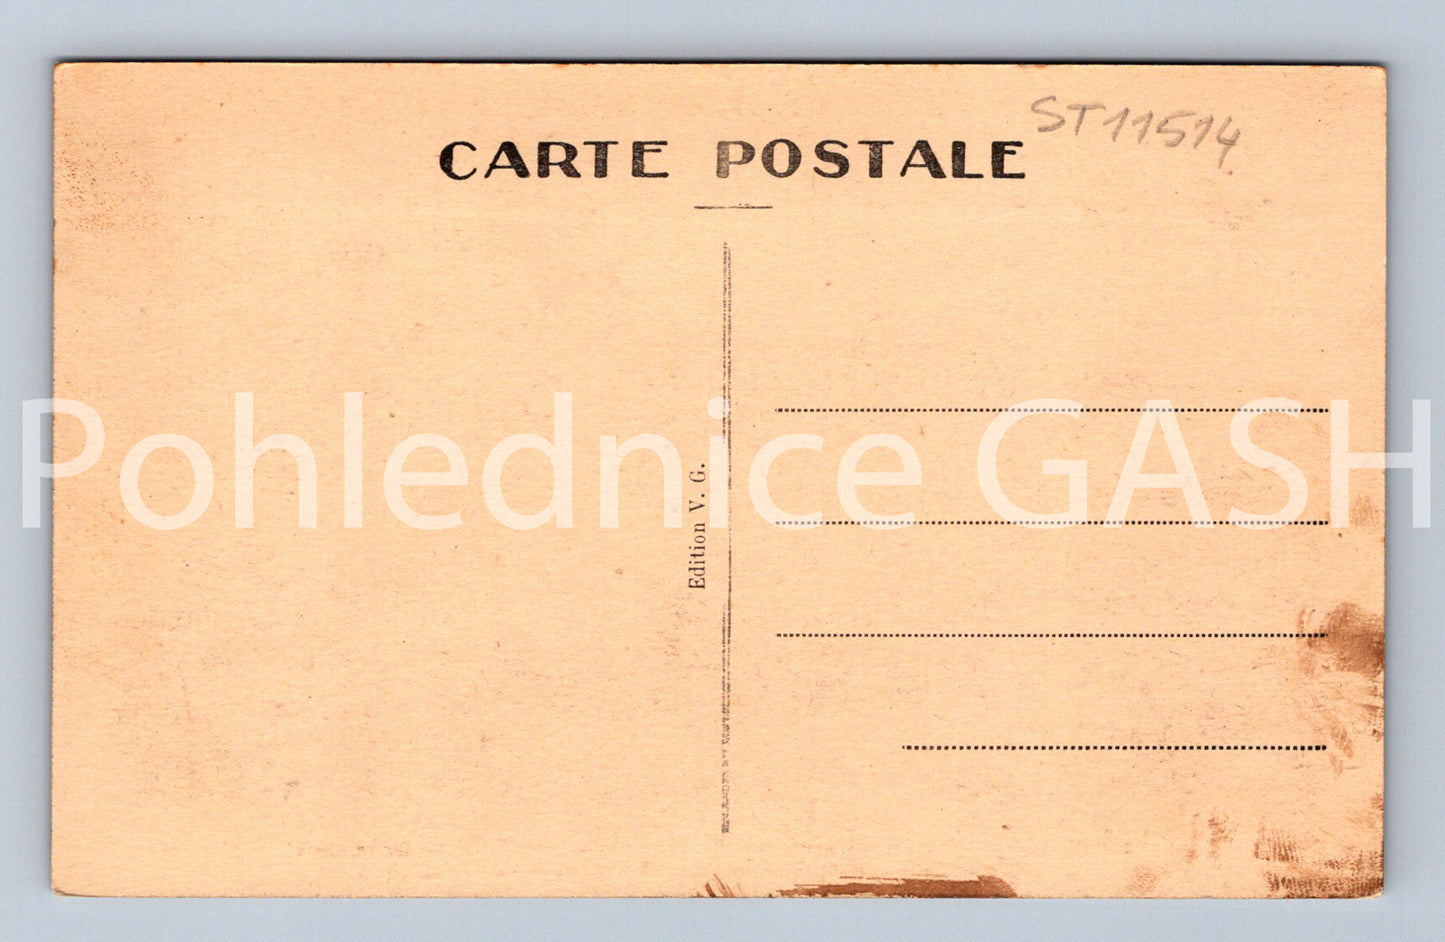 ST11514
CARTE POSTALE
Edition V. G.
Pohlednice GASH